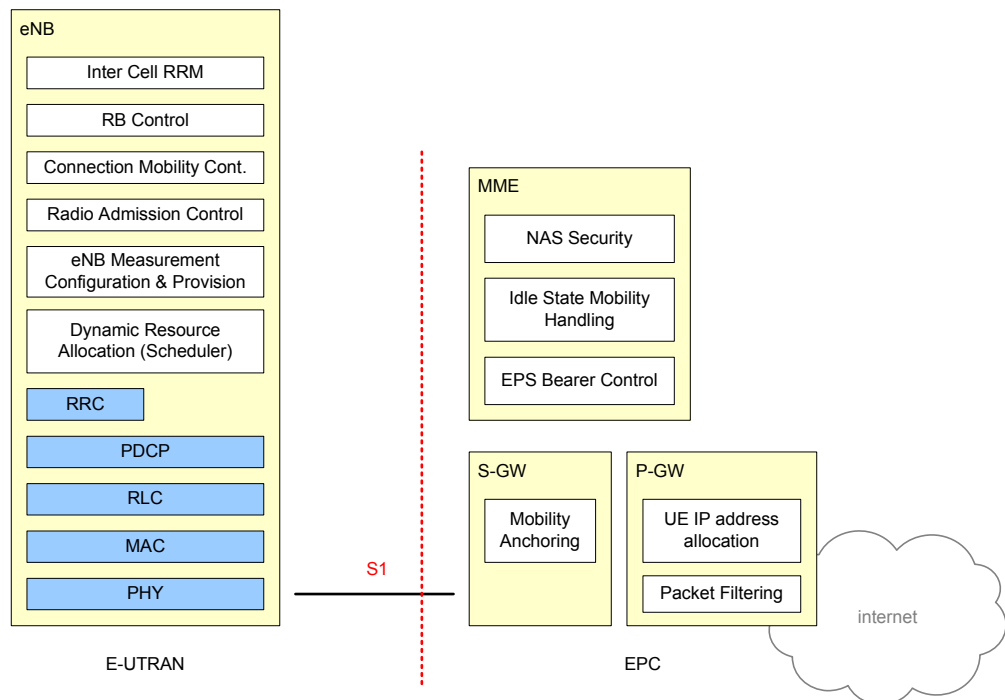 eNB
Inter Cell RRM
RB Control
Connection Mobility Cont.
Radio Admission Control
eNB Measurement
Configuration & Provision
Dynamic Resource
Allocation (Scheduler)
RRC
PDCP
RLC
MAC
PHY
S1
MME
NAS Security
Idle State Mobility
Handling
EPS Bearer Control
S-GW
Mobility
Anchoring
P-GW
UE IP address
allocation
Packet Filtering
internet
E-UTRAN
EPC